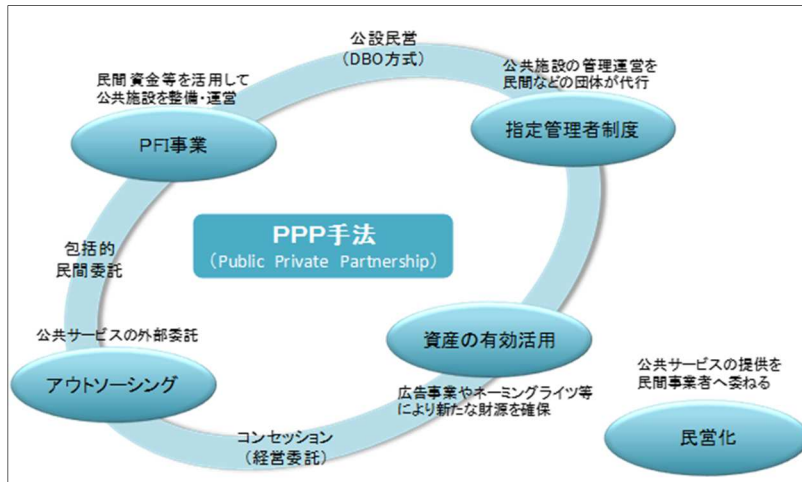 公設民営
（DBO方式）
民間資金等を活用して
公共施設を整備・運営
PFI事業
公共施設の管理運営を
民間などの団体が代行
指定管理者制度
PPP手法
（Public Private Partnership）
包括的
民間委託
公共サービスの外部委託
アウトソーシング
資産の有効活用
広告事業やネーミングライツ等
により新たな財源を確保
コンセッション
（経営委託）
公共サービスの提供を
民間事業者へ委ねる
民営化